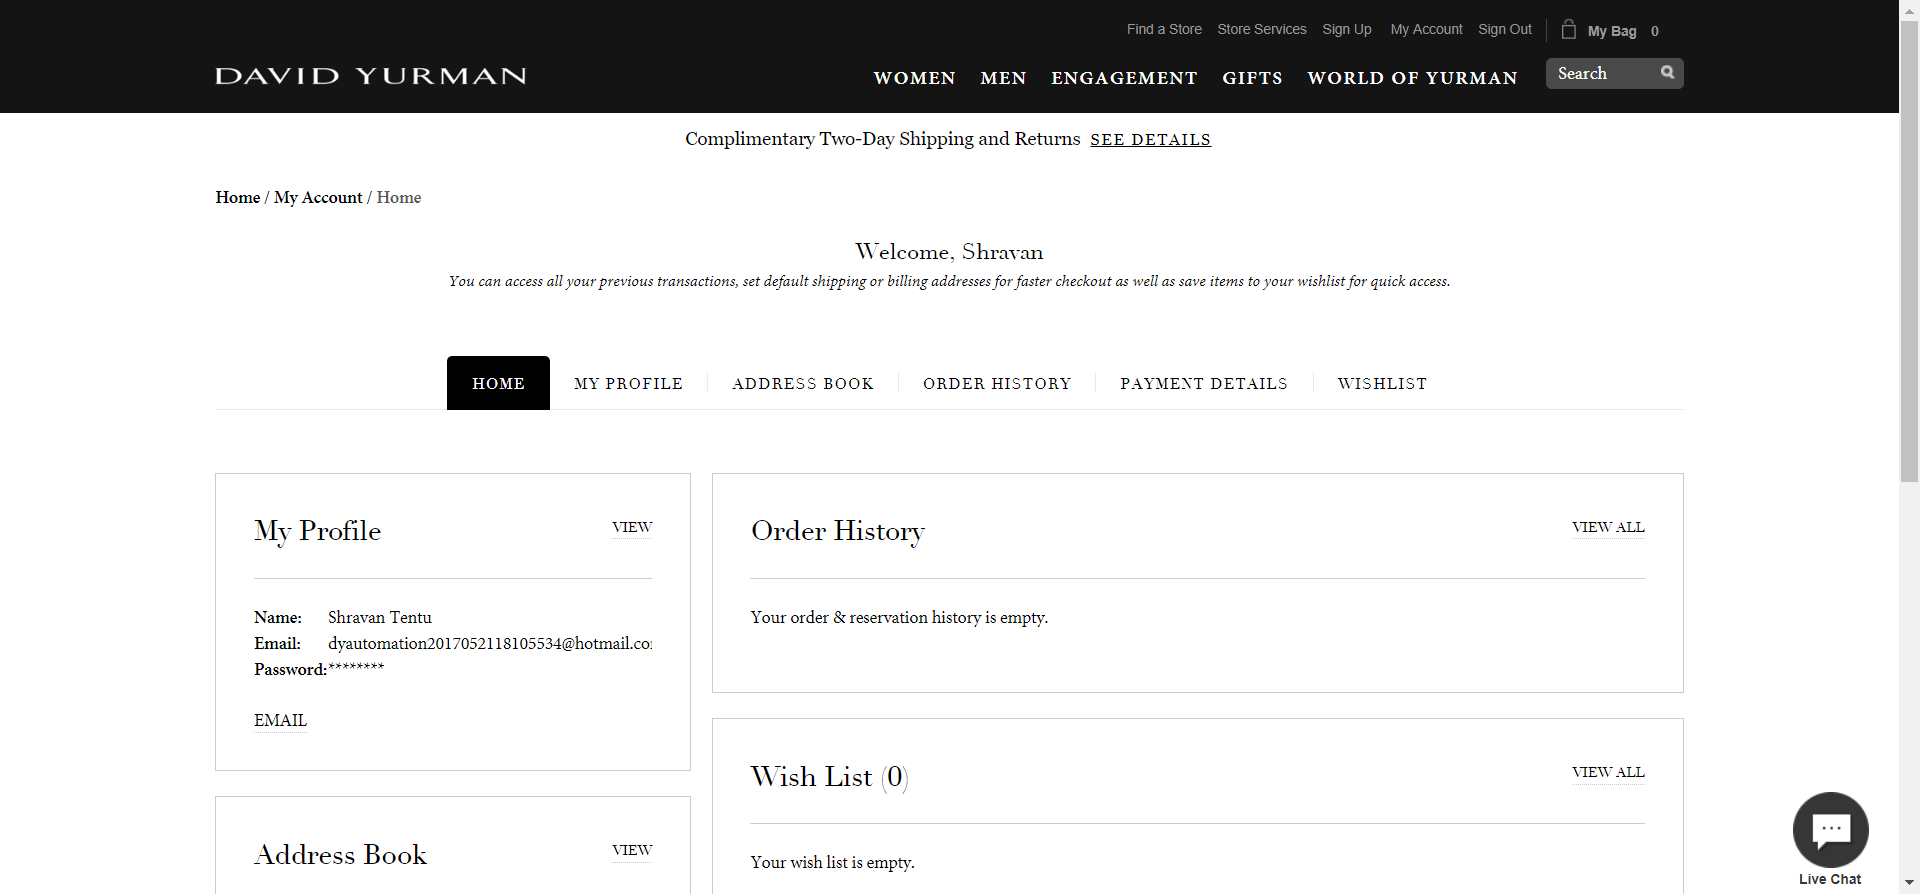 Find a Store Store Services Sign Up My Account Sign Out My Bag 0
DAVID YURMAN
WOMEN MEN ENGAGEMENT GIFTS WORLD OF YURMAN Search
Complimentary Two-Day Shipping and Returns SEE DETAILS
Home / My Account / Home
Welcome, Shravan
You can access all your previous transactions, set default shipping or billing addresses for faster checkout as well as save items to your wishlist for quick access.
HOME MY PROFILE ADDRESS BOOK ORDER HISTORY PAYMENT DETAILS WISHLIST
My Profile VIEW
Name: Shravan Tentu
Email: dyautomation2017052118105534@hotmail.co
Password:********
EMAIL
Address Book VIEW
Order History VIEW ALL
Your order & reservation history is empty.
Wish List (0) VIEW ALL
Your wish list is empty.
Live Chat